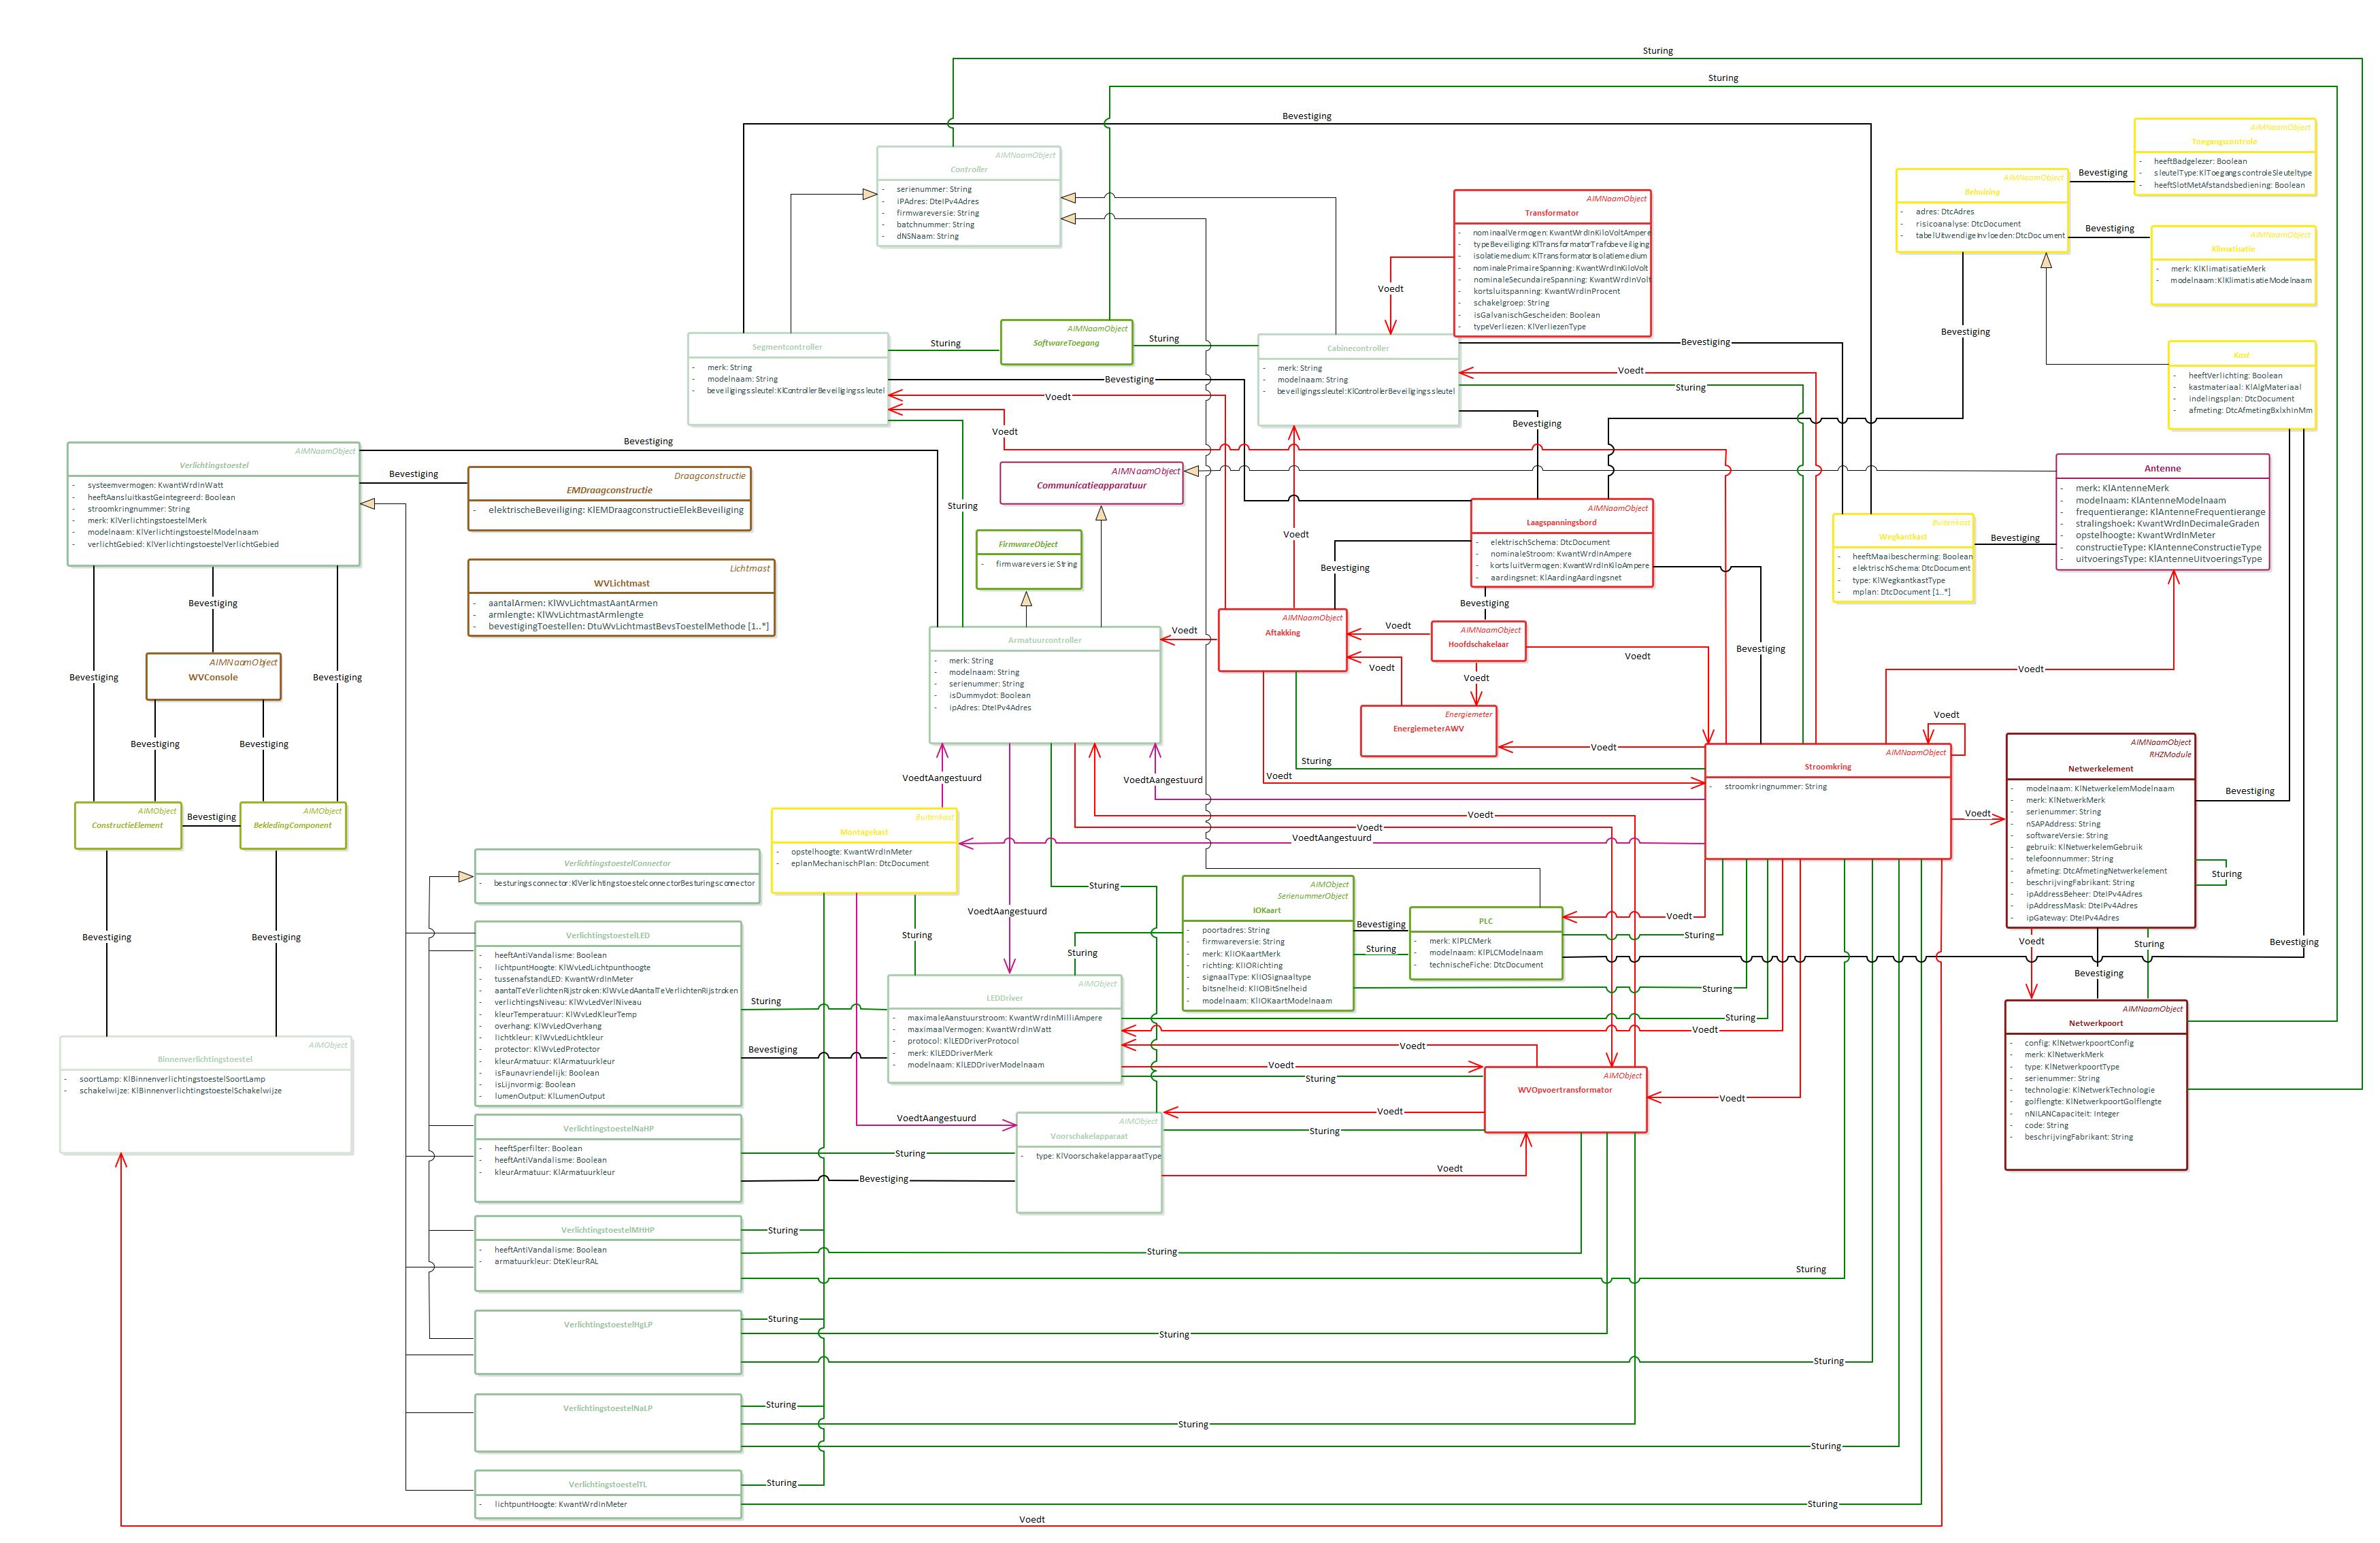 Sturing
Sturing
Bevestiging
AIMNaamObject
Controller
- serienummer: String
- iPAdres: DteIPv4Adres
- firmwareversie: String
- batchnummer: String
- dNSNaam: String
AIMNaamObject
Toegangscontrole
- heeftBadgelezer: Boolean
- sleutelType: KlToegangscontroleSleuteltype
- heeftSlotMetAfstandsbediening: Boolean
Bevestiging
AIMNaamObject
Behuizing
- adres: DtcAdres
- risicoanalyse: DtcDocument
- tabelUitwendigeInvloeden: DtcDocument
Bevestiging
AIMNaamObject
Klimatisatie
- merk: KlKlimatisatieMerk
- modelnaam: KlKlimatisatieModelnaam
AIMNaamObject
Transformator
- nominaalVermogen: KwantWrdInKiloVoltAmpere
- typeBeveiliging: KlTransformatorTrafobeveiliging
- isolatiemedium: KlTransformatorIsolatiemedium
- nominalePrimaireSpanning: KwantWrdInKiloVolt
- nominaleSecundaireSpanning: KwantWrdInVolt
- kortsluitspanning: KwantWrdInProcent
- schakelgroep: String
- isGalvanischGescheiden: Boolean
- typeVerliezen: KlVerliezenType
Voedt
Bevestiging
Segmentcontroller
- merk: String
- modelnaam: String
- beveiligingssleutel: KlControllerBeveiligingssleutel
Sturing
AIMNaamObject
SoftwareToegang
Sturing
Cabinecontroller
- merk: String
- modelnaam: String
- beveiligingssleutel: KlControllerBeveiligingssleutel
Bevestiging
Voedt
Sturing
Bevestiging
Bevestiging
Voedt
Voedt
AIMNaamObject
Kast
- heeftVerlichting: Boolean
- kastmateriaal: KlAlgMateriaal
- indelingsplan: DtcDocument
- afmeting: DtcAfmetingBxlxhInMm
Bevestiging
AIMNaamObject
Verlichtingstoestel
- systeemvermogen: KwantWrdInWatt
- heeftAansluitkastGeintegreerd: Boolean
- stroomkringnummer: String
- merk: KlVerlichtingstoestelMerk
- modelnaam: KlVerlichtingstoestelModelnaam
- verlichtGebied: KlVerlichtingstoestelVerlichtGebied
Bevestiging
Draagconstructie
EMDraagconstructie
- elektrischeBeveiliging: KlEMDraagconstructieElekBeveiliging
Lichtmast
WVLichtmast
- aantalArmen: KlWvLichtmastAantArmen
- armlengte: KlWvLichtmastArmlengte
- bevestigingToestellen: DtuWvLichtmastBevsToestelMethode [1..*]
Sturing
AIMNaamObject
Communicatieapparatuur
FirmwareObject
- firmwareversie: String
Voedt
AIMNaamObject
Laagspanningsbord
- elektrischSchema: DtcDocument
- nominaleStroom: KwantWrdInAmpere
- kortsluitVermogen: KwantWrdInKiloAmpere
- aardingsnet: KlAardingAardingsnet
Bevestiging
Bevestiging
AIMNaamObject
Antenne
- merk: KlAntenneMerk
- modelnaam: KlAntenneModelnaam
- frequentierange: KlAntenneFrequentierange
- stralingshoek: KwantWrdInDecimaleGraden
- opstelhoogte: KwantWrdInMeter
- constructieType: KlAntenneConstructieType
- uitvoeringsType: KlAntenneUitvoeringsType
Buitenkast
Wegkantkast
- heeftMaaibescherming: Boolean
- elektrischSchema: DtcDocument
- type: KlWegkantkastType
- mplan: DtcDocument [1..*]
Bevestiging
Bevestiging
Bevestiging
Bevestiging
AIMNaamObject
WVConsole
Bevestiging
Bevestiging
Armatuurcontroller
- merk: String
- modelnaam: String
- serienummer: String
- isDummydot: Boolean
- ipAdres: DteIPv4Adres
Voedt
AIMNaamObject
Aftakking
Voedt
AIMNaamObject
Hoofdschakelaar
Voedt
Voedt
Voedt
Bevestiging
Energiemeter
EnergiemeterAWV
Voedt
Sturing
Voedt
Voedt
Voedt
AIMNaamObject
Stroomkring
- stroomkringnummer: String
AIMNaamObject
RHZModule
Netwerkelement
- modelnaam: KlNetwerkelemModelnaam
- merk: KlNetwerkMerk
- serienummer: String
- nSAPAddress: String
- softwareVersie: String
- gebruik: KlNetwerkelemGebruik
- telefoonnummer: String
- afmeting: DtcAfmetingNetwerkelement
- beschrijvingFabrikant: String
- ipAddressBeheer: DteIPv4Adres
- ipAddressMask: DteIPv4Adres
- ipGateway: DteIPv4Adres
Bevestiging
Sturing
Voedt
VoedtAangestuurd
VoedtAangestuurd
AIMObject
ConstructieElement
Bevestiging
AIMObject
BekledingComponent
Buitenkast
Montagekast
- opstelhoogte: KwantWrdInMeter
- eplanMechanischPlan: DtcDocument
Voedt
Voedt
VoedtAangestuurd
VerlichtingstoestelConnector
- besturingsconnector: KlVerlichtingstoestelconnectorBesturingsconnector
Sturing
VoedtAangestuurd
Bevestiging
Bevestiging
Sturing
Sturing
AIMObject
SerienummerObject
IOKaart
- poortadres: String
- firmwareversie: String
- merk: KlIOKaartMerk
- richting: KlIORichting
- signaalType: KlIOSignaaltype
- bitsnelheid: KlIOBitSnelheid
- modelnaam: KlIOKaartModelnaam
Bevestiging
Sturing
PLC
- merk: KlPLCMerk
- modelnaam: KlPLCModelnaam
- technischeFiche: DtcDocument
Voedt
Sturing
Sturing
Voedt
Bevestiging
Sturing
Bevestiging
VerlichtingstoestelLED
- heeftAntiVandalisme: Boolean
- lichtpuntHoogte: KlWvLedLichtpunthoogte
- tussenafstandLED: KwantWrdInMeter
- aantalTeVerlichtenRijstroken: KlWvLedAantalTeVerlichtenRijstroken
- verlichtingsNiveau: KlWvLedVerlNiveau
- kleurTemperatuur: KlWvLedKleurTemp
- overhang: KlWvLedOverhang
- lichtkleur: KlWvLedLichtkleur
- protector: KlWvLedProtector
- kleurArmatuur: KlArmatuurkleur
- isFaunavriendelijk: Boolean
- isLijnvormig: Boolean
- lumenOutput: KlLumenOutput
Sturing
Bevestiging
AIMObject
LEDDriver
- maximaleAanstuurstroom: KwantWrdInMilliAmpere
- maximaalVermogen: KwantWrdInWatt
- protocol: KlLEDDriverProtocol
- merk: KlLEDDriverMerk
- modelnaam: KlLEDDriverModelnaam
Sturing
Voedt
Voedt
Voedt
Sturing
AIMObject
WVOpvoertransformator
Voedt
AIMNaamObject
Netwerkpoort
- config: KlNetwerkpoortConfig
- merk: KlNetwerkMerk
- type: KlNetwerkpoortType
- serienummer: String
- technologie: KlNetwerkTechnologie
- golflengte: KlNetwerkpoortGolflengte
- nNILANCapaciteit: Integer
- code: String
- beschrijvingFabrikant: String
AIMObject
Binnenverlichtingstoestel
- soortLamp: KlBinnenverlichtingstoestelSoortLamp
- schakelwijze: KlBinnenverlichtingstoestelSchakelwijze
VoedtAangestuurd
AIMObject
Voorschakelapparaat
- type: KlVoorschakelapparaatType
Voedt
Sturing
Voedt
VerlichtingstoestelNaHP
- heeftSperfilter: Boolean
- heeftAntiVandalisme: Boolean
- kleurArmatuur: KlArmatuurkleur
Sturing
Bevestiging
VerlichtingstoestelMHHP
- heeftAntiVandalisme: Boolean
- armatuurkleur: DteKleurRAL
Sturing
Sturing
Sturing
VerlichtingstoestelHgLP
Sturing
Sturing
Sturing
VerlichtingstoestelNaLP
Sturing
Sturing
Sturing
VerlichtingstoestelTL
- lichtpuntHoogte: KwantWrdInMeter
Sturing
Sturing
Voedt